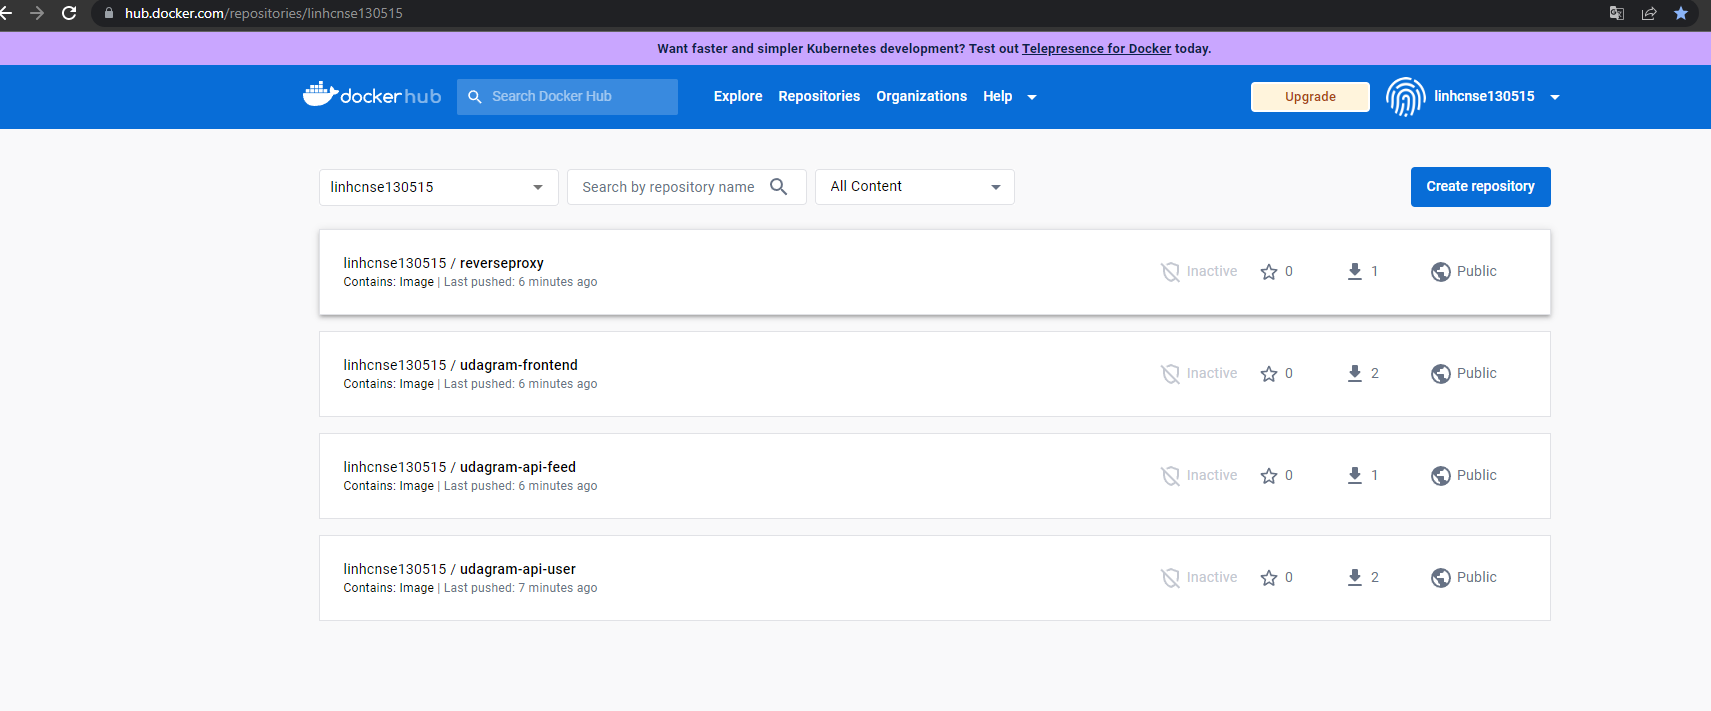 hub.docker.com/repositories/linhcnse130515
Want faster and simpler Kubernetes development? Test out Telepresence for Docker today.
dockerhub
Search Docker Hub
Explore
Repositories
Organizations
Help
Upgrade
linhcnse130515
linhcnse130515
Search by repository name
All Content
Create repository
linhcnse130515 / reverseproxy
Contains: Image | Last pushed: 6 minutes ago
Inactive
0
1
Public
linhcnse130515 / udagram-frontend
Contains: Image | Last pushed: 6 minutes ago
Inactive
0
2
Public
linhcnse130515 / udagram-api-feed
Contains: Image | Last pushed: 6 minutes ago
Inactive
0
1
Public
linhcnse130515 / udagram-api-user
Contains: Image | Last pushed: 7 minutes ago
Inactive
0
2
Public